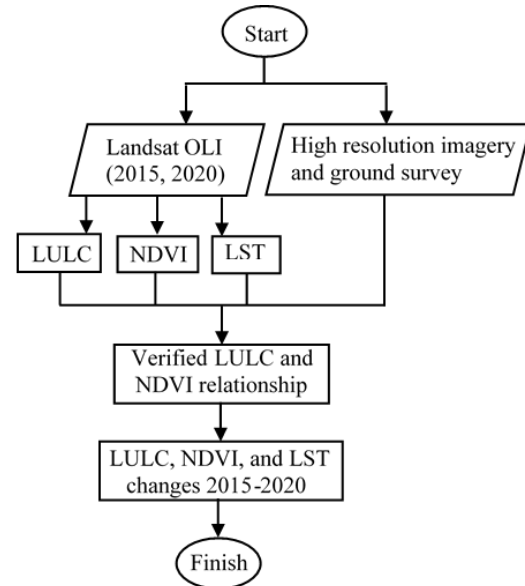 Start
Landsat OLI
(2015, 2020)
High resolution imagery
and ground survey
LULC
NDVI
LST
Verified LULC and
NDVI relationship
LULC, NDVI, and LST
changes 2015-2020
Finish